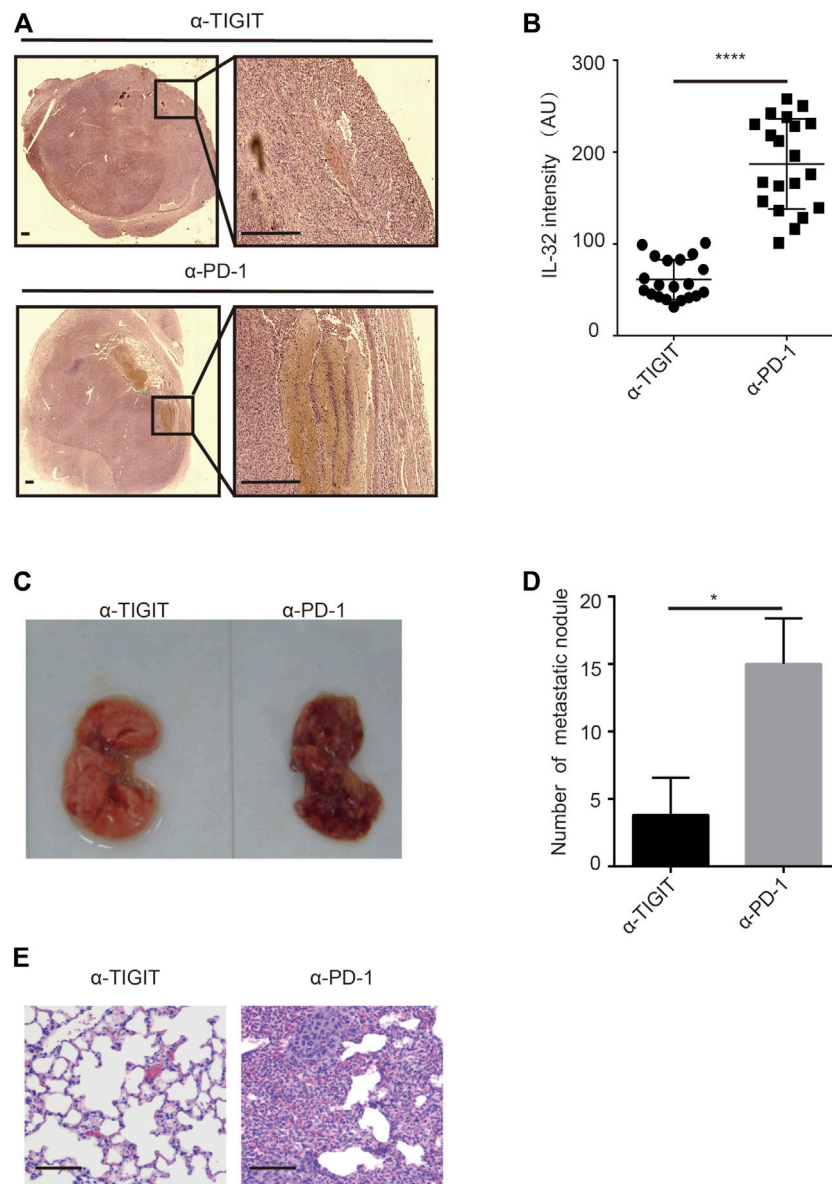 A
α-TIGIT
α-PD-1
B
****
IL-32 intensity (AU)
300
200
100
0
α-TIGIT
α-PD-1
C
α-TIGIT
α-PD-1
D
*
Number of metastatic nodule
20
15
10
5
0
α-TIGIT
α-PD-1
E
α-TIGIT
α-PD-1